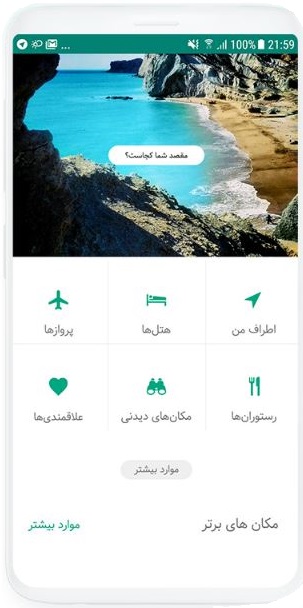 ... 100% 21:59
مقصد شما کجاست؟
اطراف من
هتل‌ها
پروازها
رستوران‌ها
مکان‌های دیدنی
علاقمندی‌ها
موارد بیشتر
مکان های برتر
موارد بیشتر